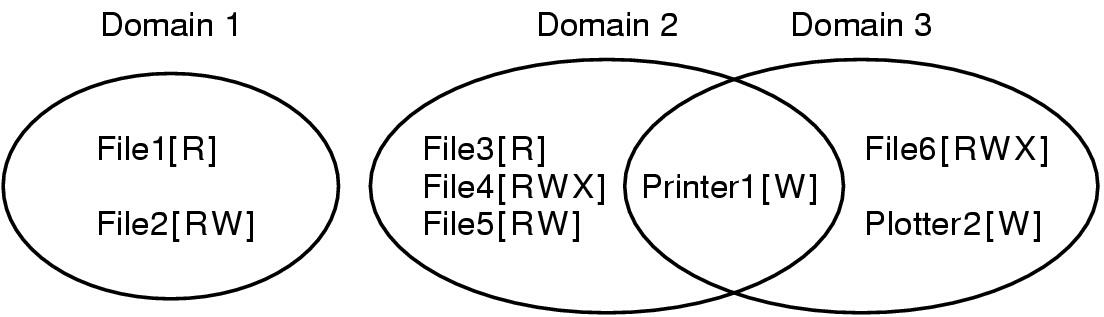 Domain 1
Domain 2
Domain 3
File1[R]
File2[RW]
File3[R]
File4[RWX]
File5[RW]
Printer1[W]
File6[RWX]
Plotter2[W]